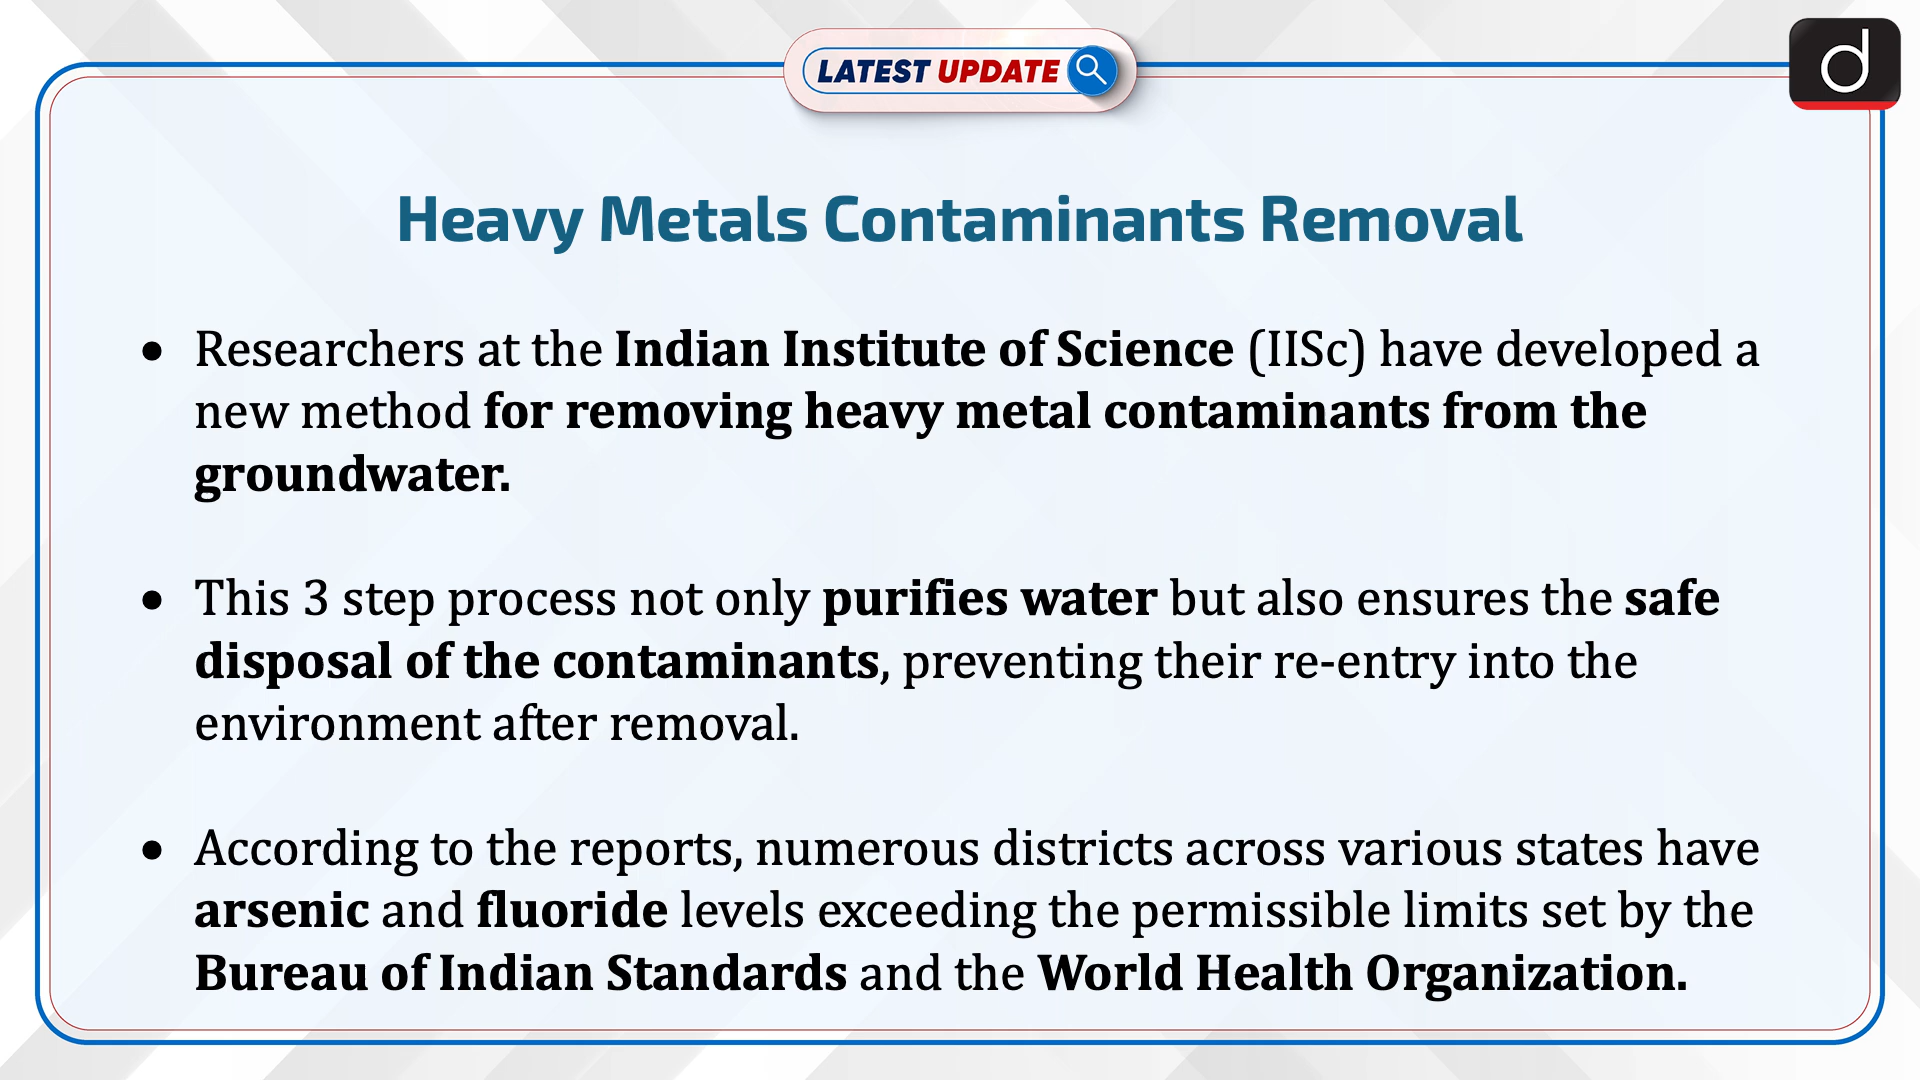 LATEST UPDATE
d
Heavy Metals Contaminants Removal
• Researchers at the Indian Institute of Science (IISc) have developed a
new method for removing heavy metal contaminants from the
groundwater.
• This 3 step process not only purifies water but also ensures the safe
disposal of the contaminants, preventing their re-entry into the
environment after removal.
• According to the reports, numerous districts across various states have
arsenic and fluoride levels exceeding the permissible limits set by the
Bureau of Indian Standards and the World Health Organization.